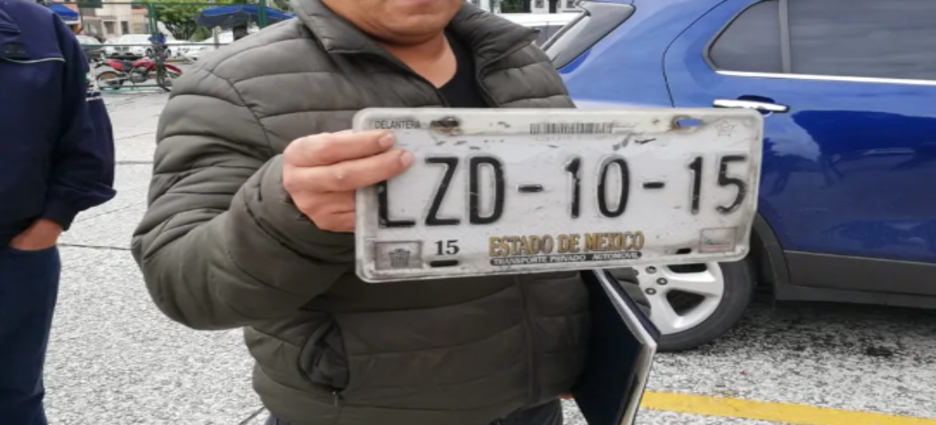 DELANTERA
LZD-10-15
15
ESTADO DE MEXICO
TRANSPORTE PRIVADO AUTOMOVIL